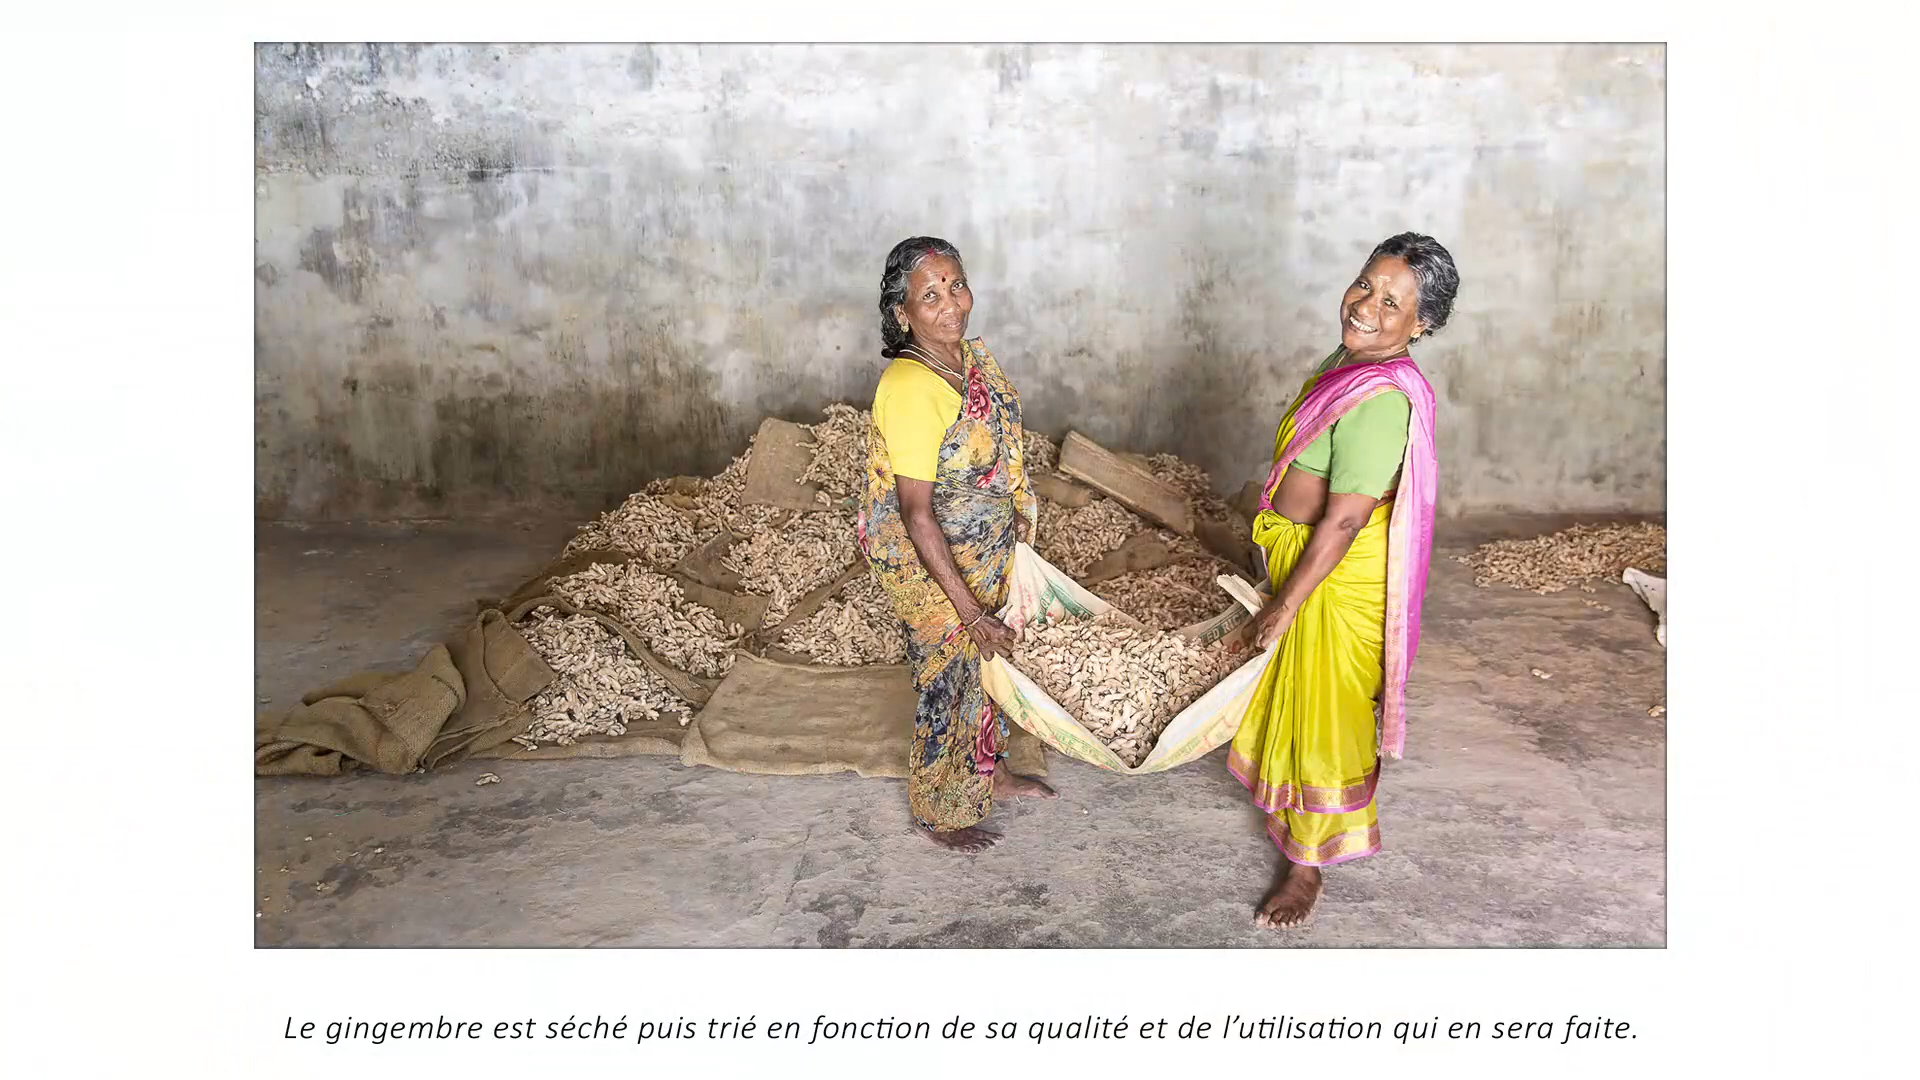 Le gingembre est séché puis trié en fonction de sa qualité et de l’utilisation qui en sera faite.